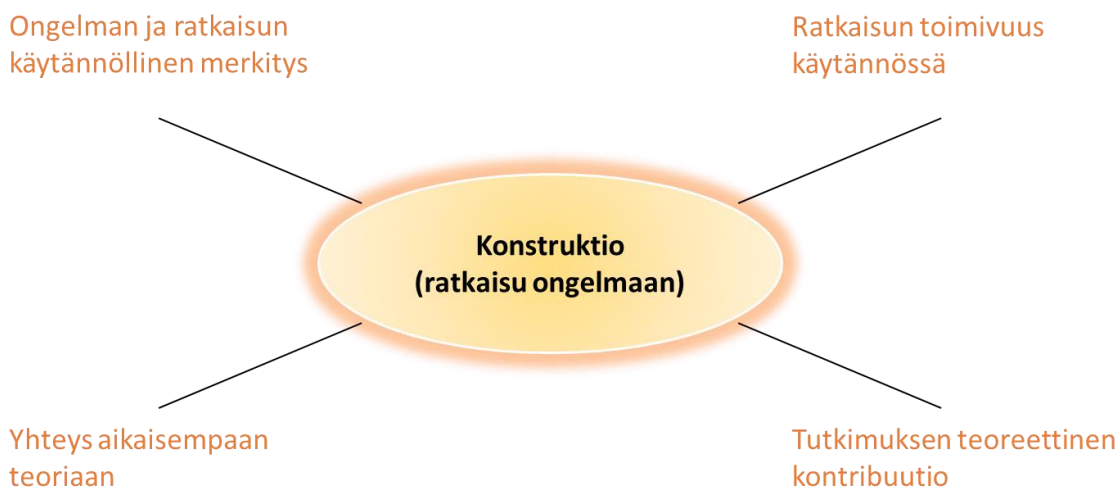 Ongelman ja ratkaisun
käytännöllinen merkitys
Ratkaisun toimivuus
käytännössä
Konstruktio
(ratkaisu ongelmaan)
Yhteys aikaisempaan
teoriaan
Tutkimuksen teoreettinen
kontribuutio